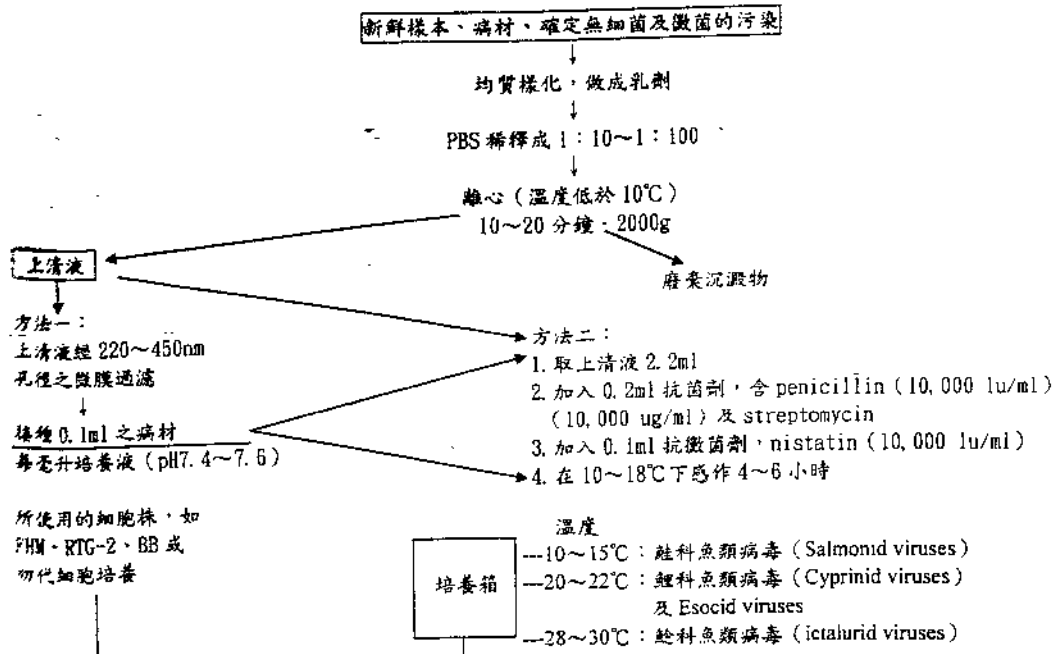 新鮮樣本、病材、確定無細菌及黴菌的污染
均質樣化，做成乳劑
PBS 稀釋成 1：10～1：100
離心（溫度低於 10℃）
10～20 分鐘，2000g
上清液
廢棄沉澱物
方法一：
上清液經 220～450nm
孔徑之微膜過濾
接種 0.1ml 之病材
每毫升培養液（pH7.4～7.6）
所使用的細胞株，如
FHM、RTG-2、BB 或
初代細胞培養
方法二：
1. 取上清液 2.2ml
2. 加入 0.2ml 抗菌劑，含 penicillin（10,000 lu/ml）
（10,000 ug/ml）及 streptomycin
3. 加入 0.1ml 抗黴菌劑，nistatin（10,000 lu/ml）
4. 在 10～18℃下感作 4～6 小時
溫度
培養箱
---10～15℃：鮭科魚類病毒（Salmonid viruses）
---20～22℃：鯉科魚類病毒（Cyprinid viruses）
及 Esocid viruses
---28～30℃：鯰科魚類病毒（ictalurid viruses）